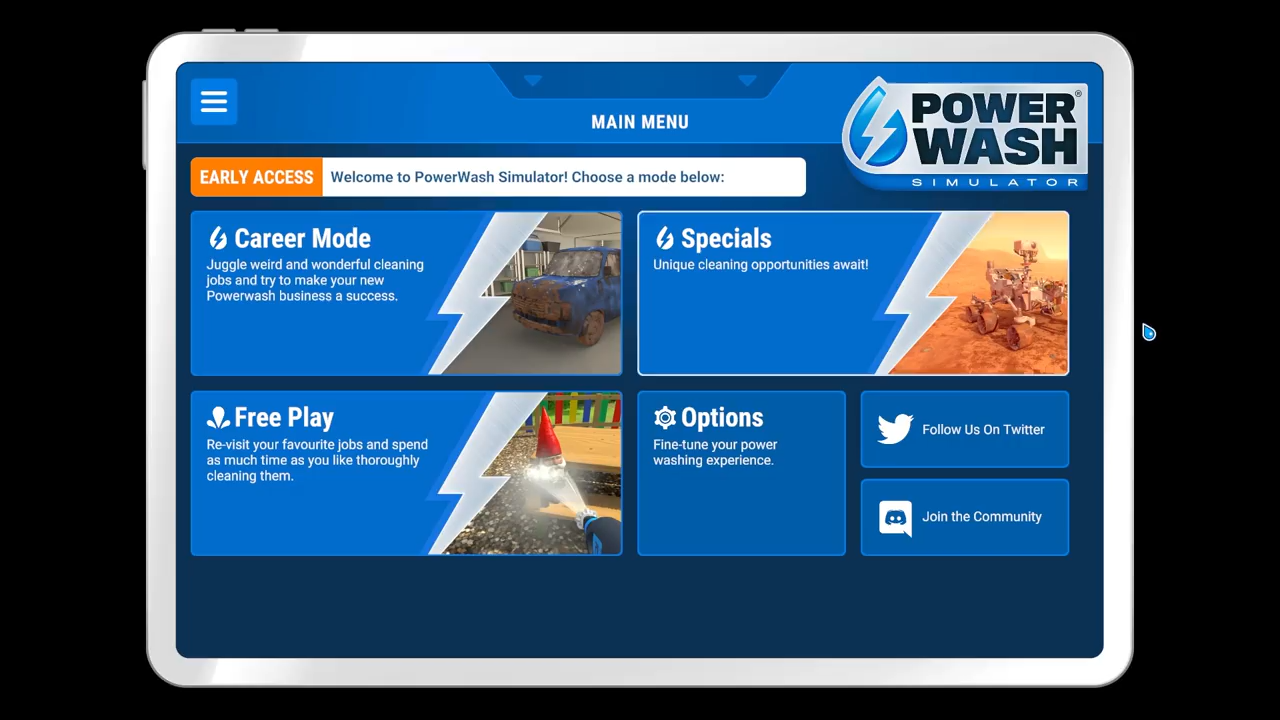 MAIN MENU
POWER
WASH®
SIMULATOR
EARLY ACCESS
Welcome to PowerWash Simulator! Choose a mode below:
Career Mode
Juggle weird and wonderful cleaning
jobs and try to make your new
Powerwash business a success.
Specials
Unique cleaning opportunities await!
Free Play
Re-visit your favourite jobs and spend
as much time as you like thoroughly
cleaning them.
Options
Fine-tune your power
washing experience.
Follow Us On Twitter
Join the Community